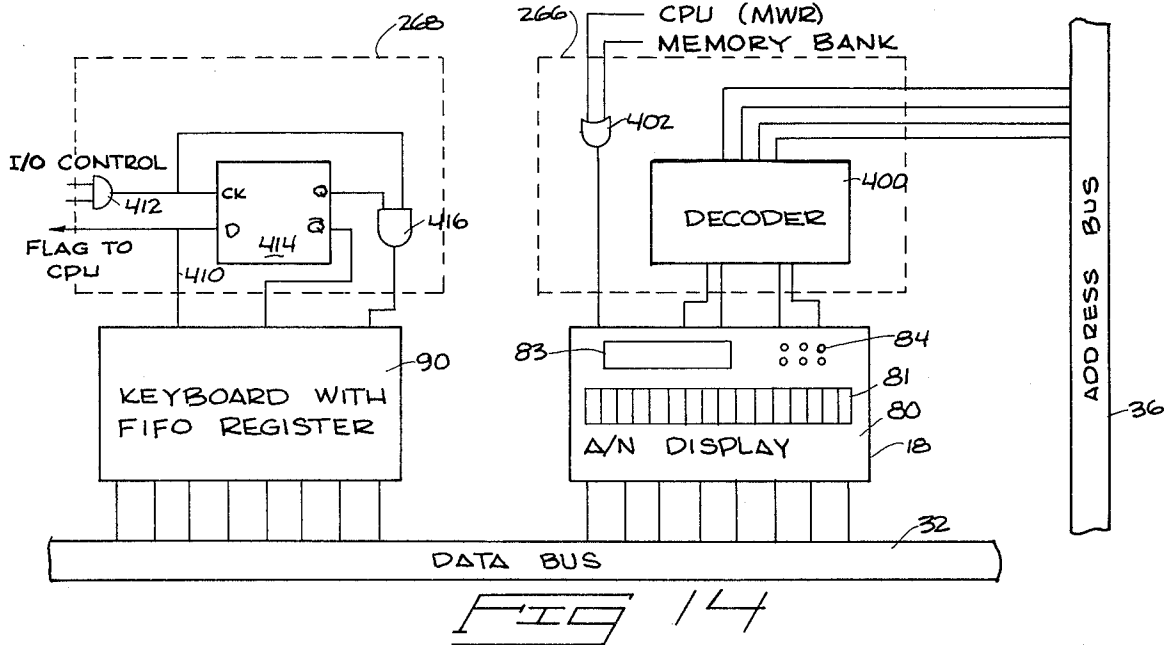 268
266
CPU (MWR)
MEMORY BANK
402
I/O CONTROL
412
CK
Q
D
Q̅
414
416
FLAG TO
CPU
410
400
DECODER
ADDRESS BUS
36
90
KEYBOARD WITH
FIFO REGISTER
83
84
81
80
A/N DISPLAY
18
32
DATA BUS
FIG 14